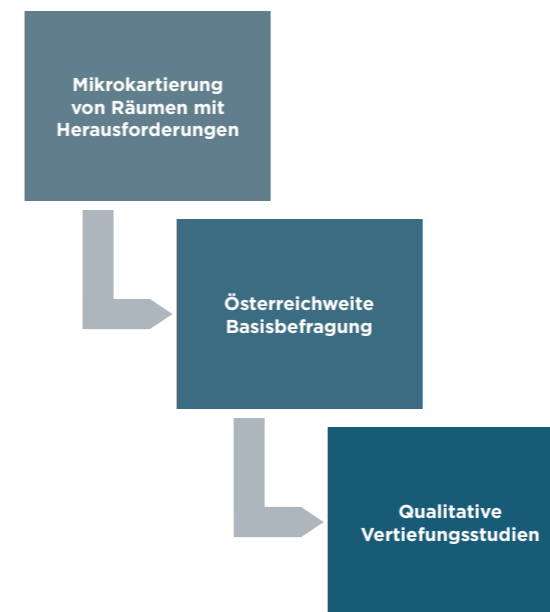 Mikrokartierung
von Räumen mit
Herausforderungen
Österreichweite
Basisbefragung
Qualitative
Vertiefungsstudien